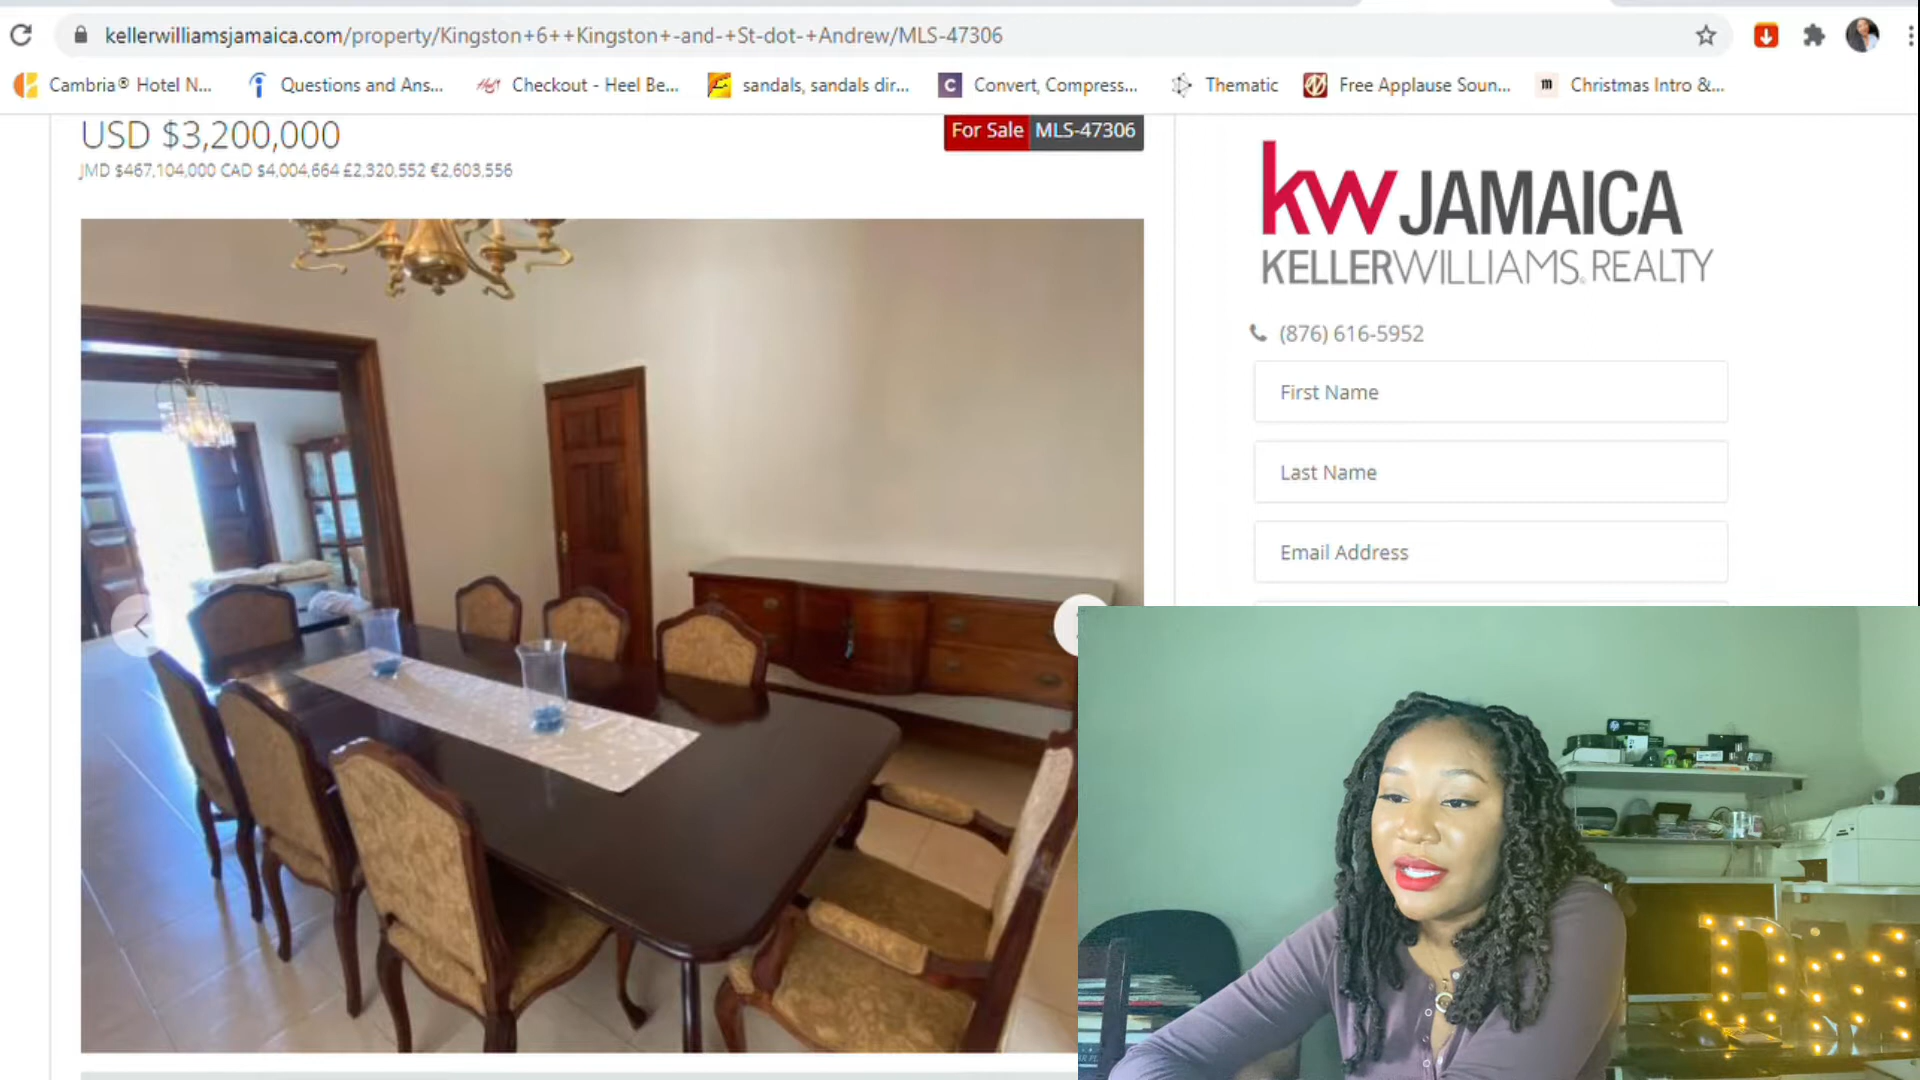 kellerwilliamsjamaica.com/property/Kingston+6++Kingston+-and-+St-dot-+Andrew/MLS-47306
Cambria® Hotel N... Questions and Ans... Checkout - Heel Be... sandals, sandals dir... C Convert, Compress... Thematic Free Applause Soun... m Christmas Intro &...
USD $3,200,000
For Sale MLS-47306
JMD $467,104,000 CAD $4,004,664 £2,320,552 €2,603,556
kw JAMAICA
KELLERWILLIAMS. REALTY
(876) 616-5952
First Name
Last Name
Email Address